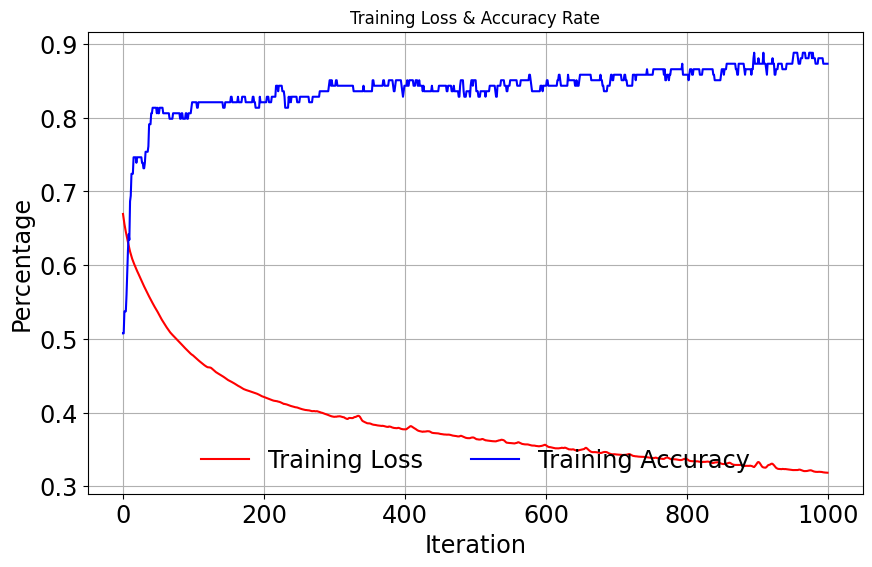 Training Loss & Accuracy Rate
0.9
0.8
0.7
0.6
0.5
0.4
0.3
Percentage
Training Loss
Training Accuracy
0
200
400
600
800
1000
Iteration